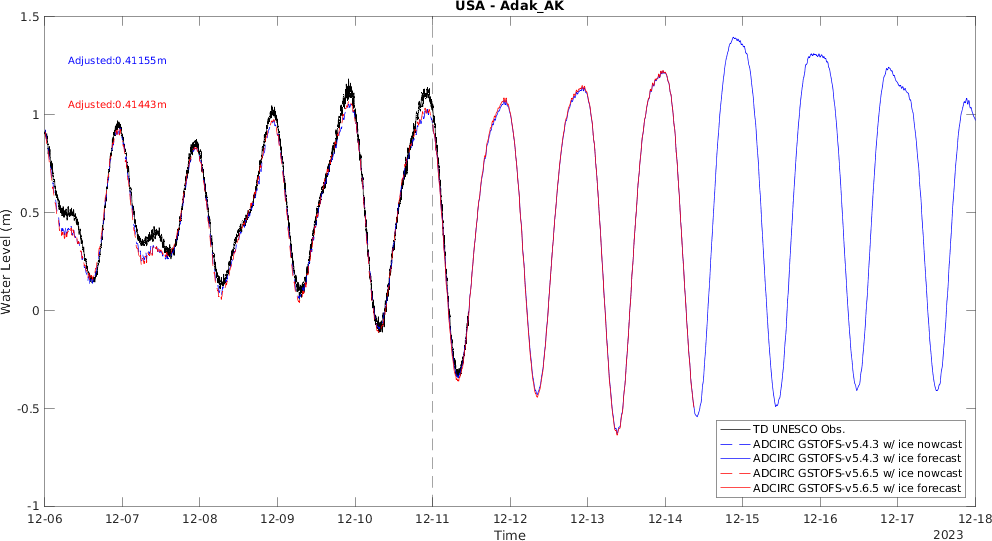 USA - Adak_AK
Adjusted:0.41155m
Adjusted:0.41443m
Water Level (m)
1.5
1
0.5
0
-0.5
-1
TD UNESCO Obs.
ADCIRC GSTOFS-v5.4.3 w/ ice nowcast
ADCIRC GSTOFS-v5.4.3 w/ ice forecast
ADCIRC GSTOFS-v5.6.5 w/ ice nowcast
ADCIRC GSTOFS-v5.6.5 w/ ice forecast
12-06 12-07 12-08 12-09 12-10 12-11 12-12 12-13 12-14 12-15 12-16 12-17 12-18
Time
2023